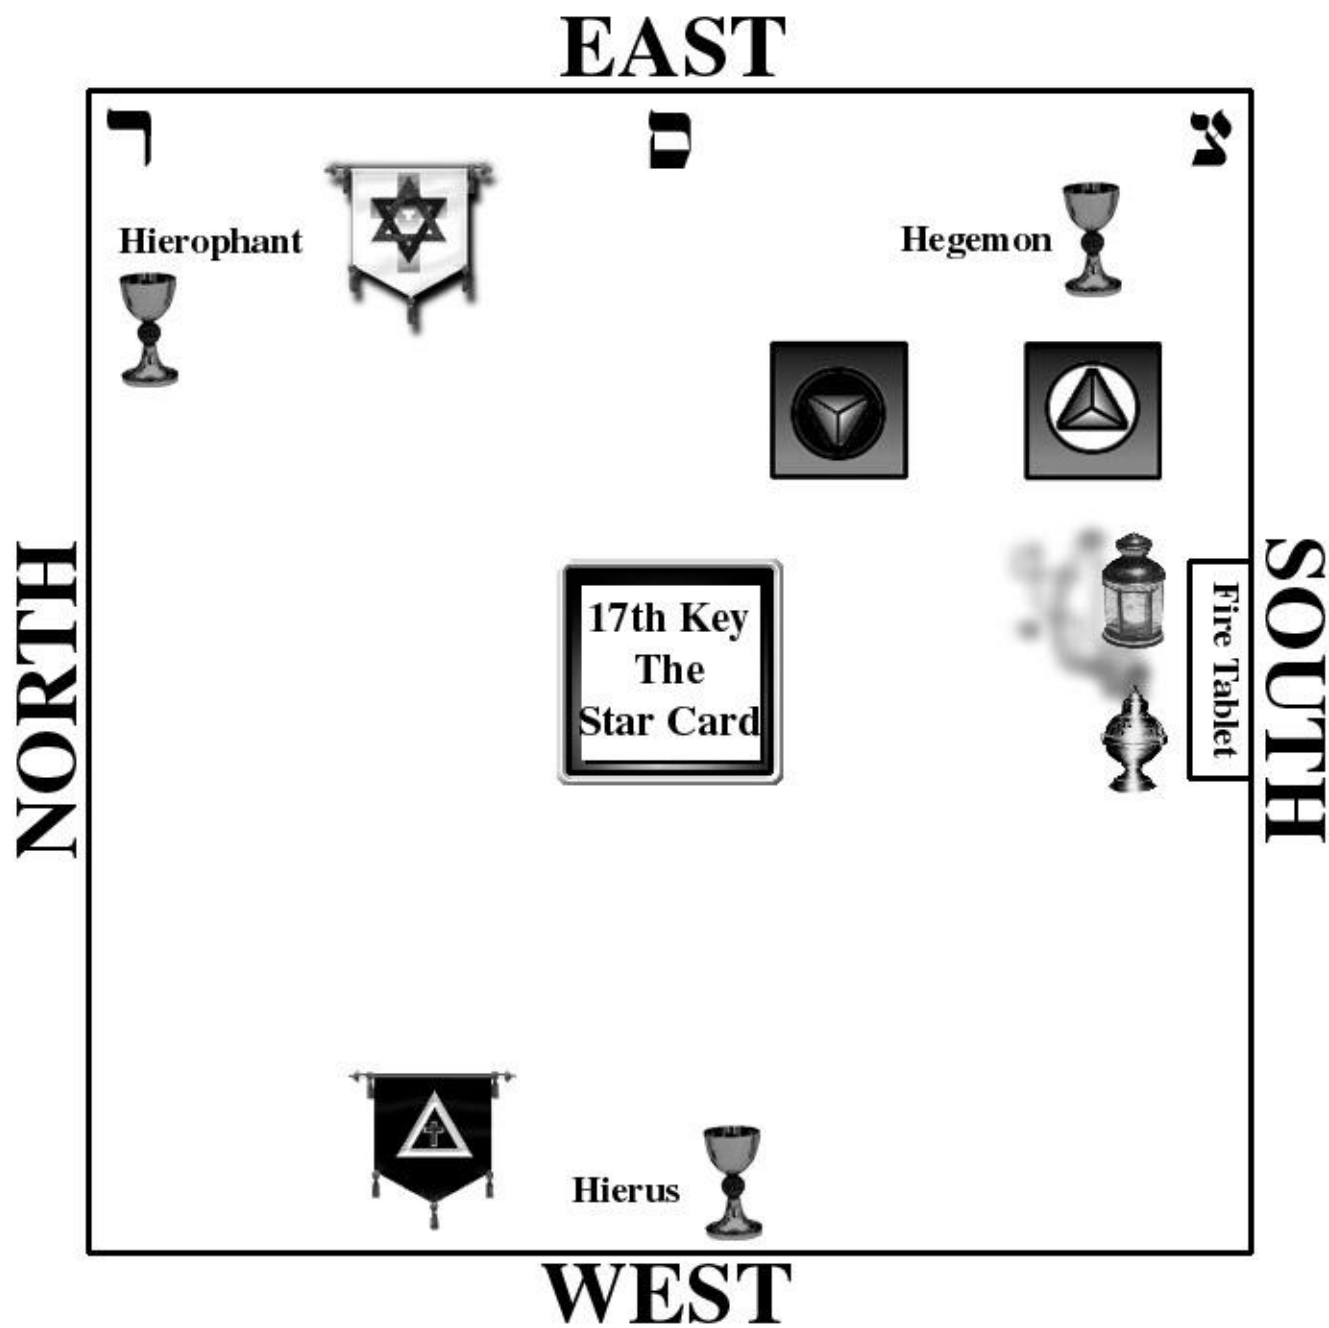 EAST
ר
ם
צ
Hierophant
Hegemon
NORTH
17th Key
The
Star Card
Fire Tablet
SOUTH
Hierus
WEST